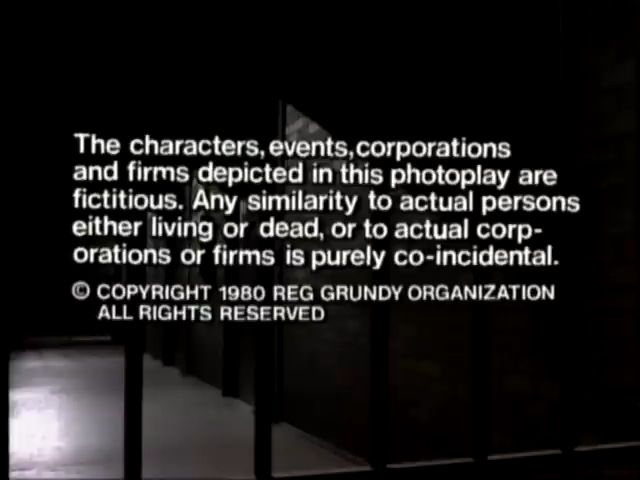 The characters, events, corporations
and firms depicted in this photoplay are
fictitious. Any similarity to actual persons
either living or dead, or to actual corp-
orations or firms is purely co-incidental.
© COPYRIGHT 1980 REG GRUNDY ORGANIZATION
ALL RIGHTS RESERVED